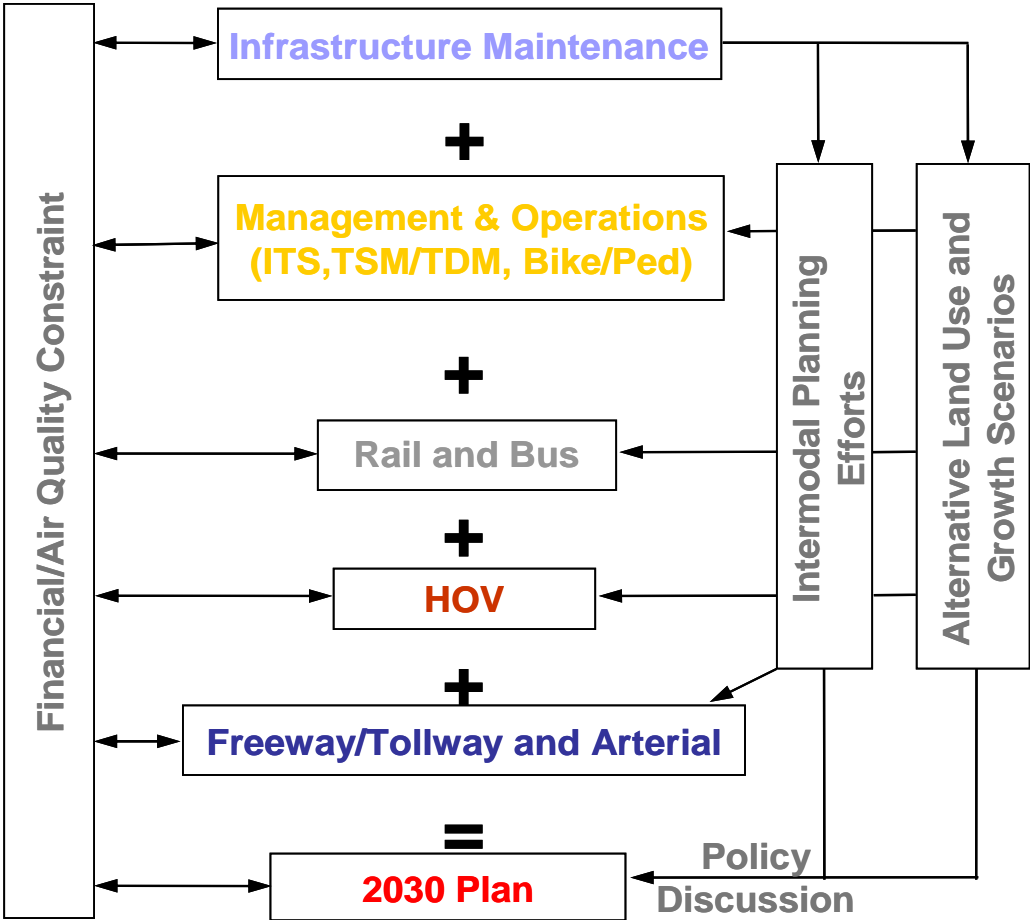 Infrastructure Maintenance
+
Management & Operations
(ITS,TSM/TDM, Bike/Ped)
+
Rail and Bus
+
HOV
+
Freeway/Tollway and Arterial
=
2030 Plan
Financial/Air Quality Constraint
Intermodal Planning
Efforts
Alternative Land Use and
Growth Scenarios
Policy
Discussion